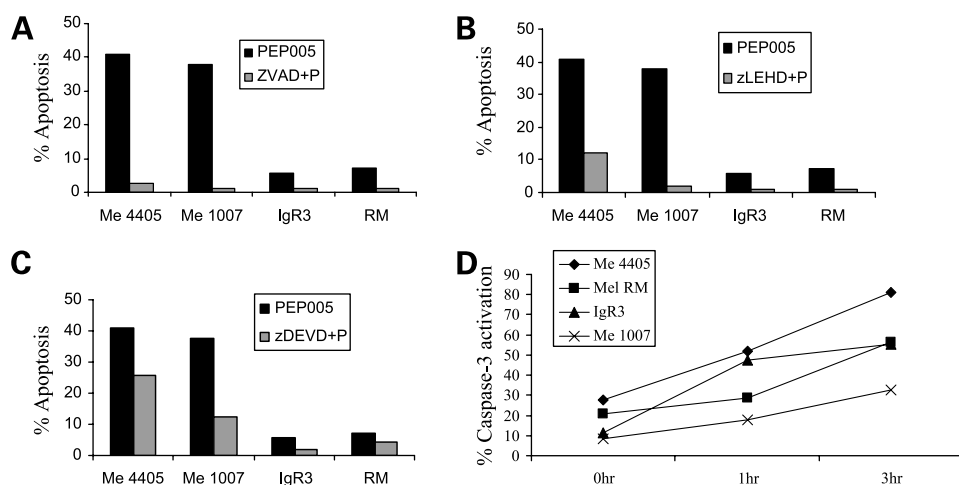 A
50
40
30
20
10
0
% Apoptosis
PEP005
ZVAD+P
Me 4405 Me 1007 IgR3 RM
B
50
40
30
20
10
0
% Apoptosis
PEP005
zLEHD+P
Me 4405 Me 1007 IgR3 RM
C
50
40
30
20
10
0
% Apoptosis
PEP005
zDEVD+P
Me 4405 Me 1007 IgR3 RM
D
90
80
70
60
50
40
30
20
10
0
% Caspase-3 activation
Me 4405
Mel RM
IgR3
Me 1007
0hr 1hr 3hr